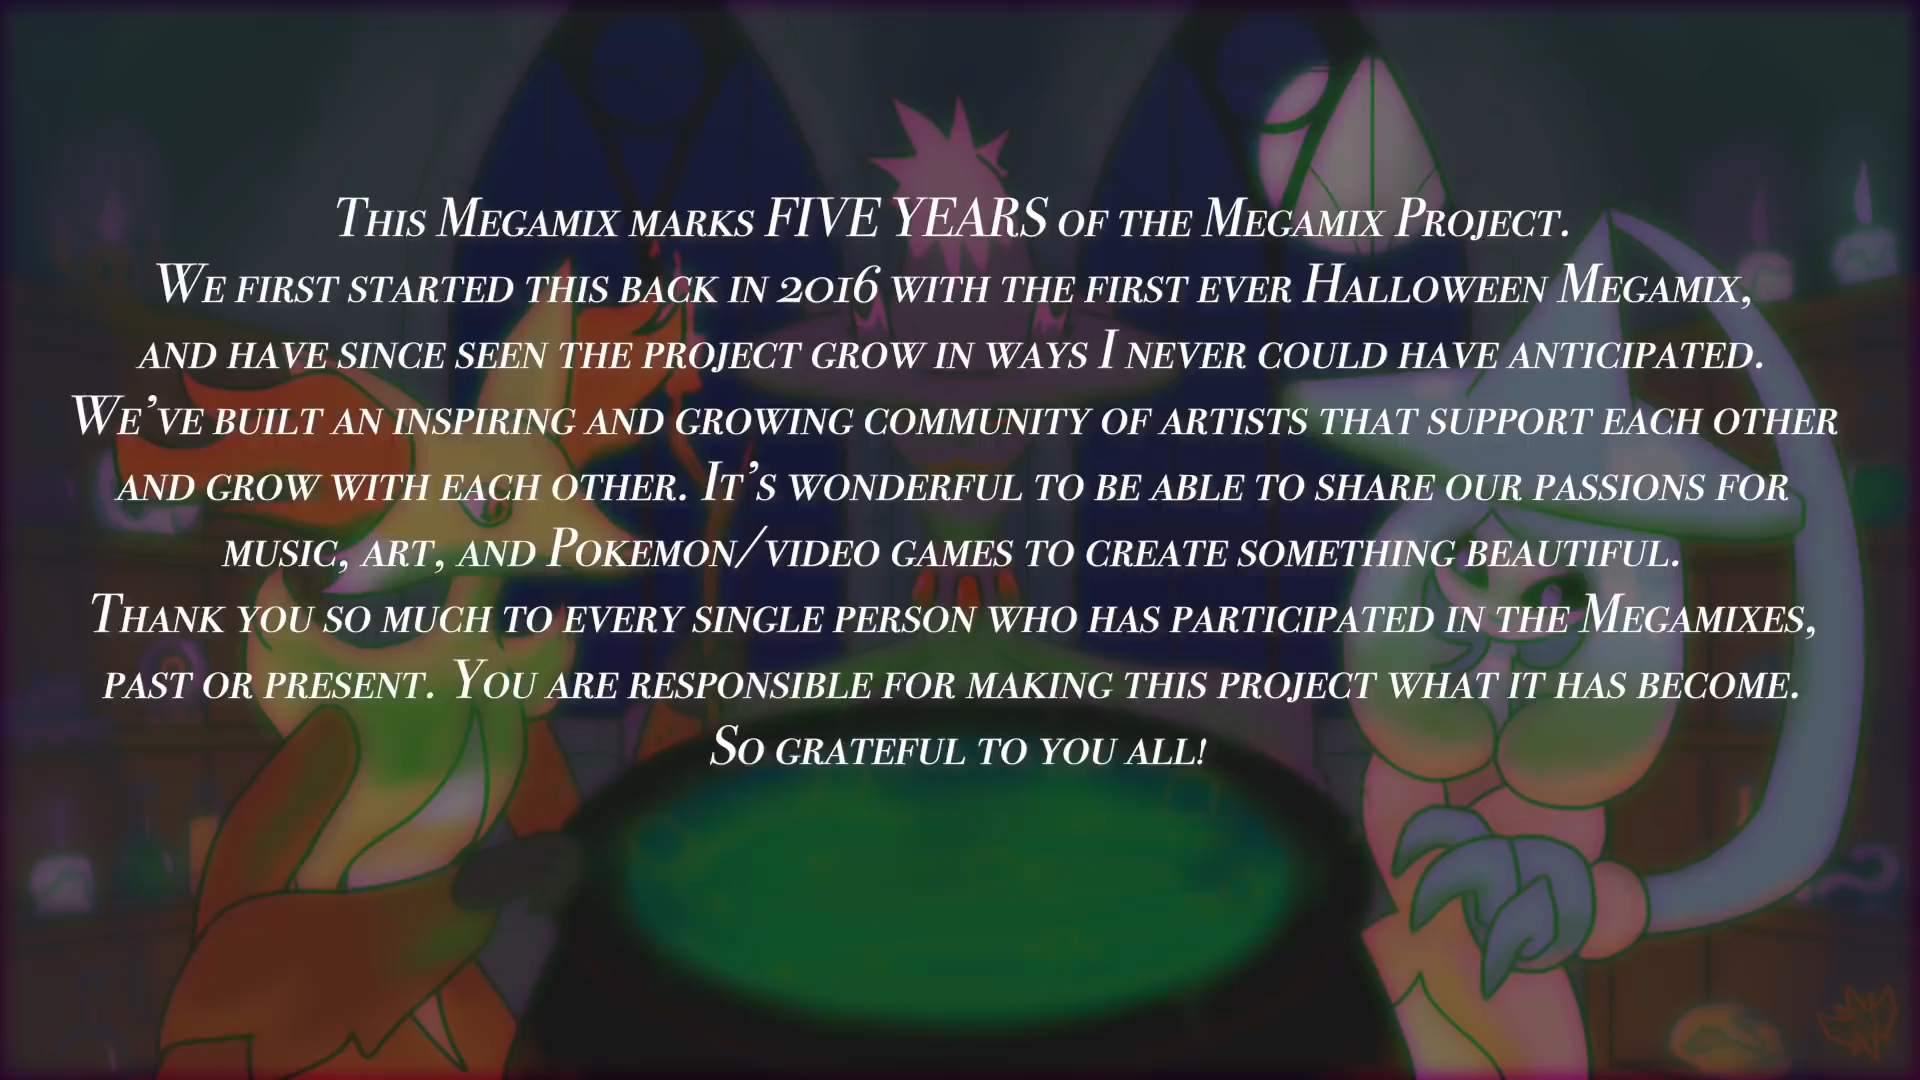 This Megamix marks FIVE YEARS of the Megamix Project.
We first started this back in 2016 with the first ever Halloween Megamix,
and have since seen the project grow in ways I never could have anticipated.
We've built an inspiring and growing community of artists that support each other
and grow with each other. It's wonderful to be able to share our passions for
music, art, and Pokemon/video games to create something beautiful.
Thank you so much to every single person who has participated in the Megamixes,
past or present. You are responsible for making this project what it has become.
So grateful to you all!